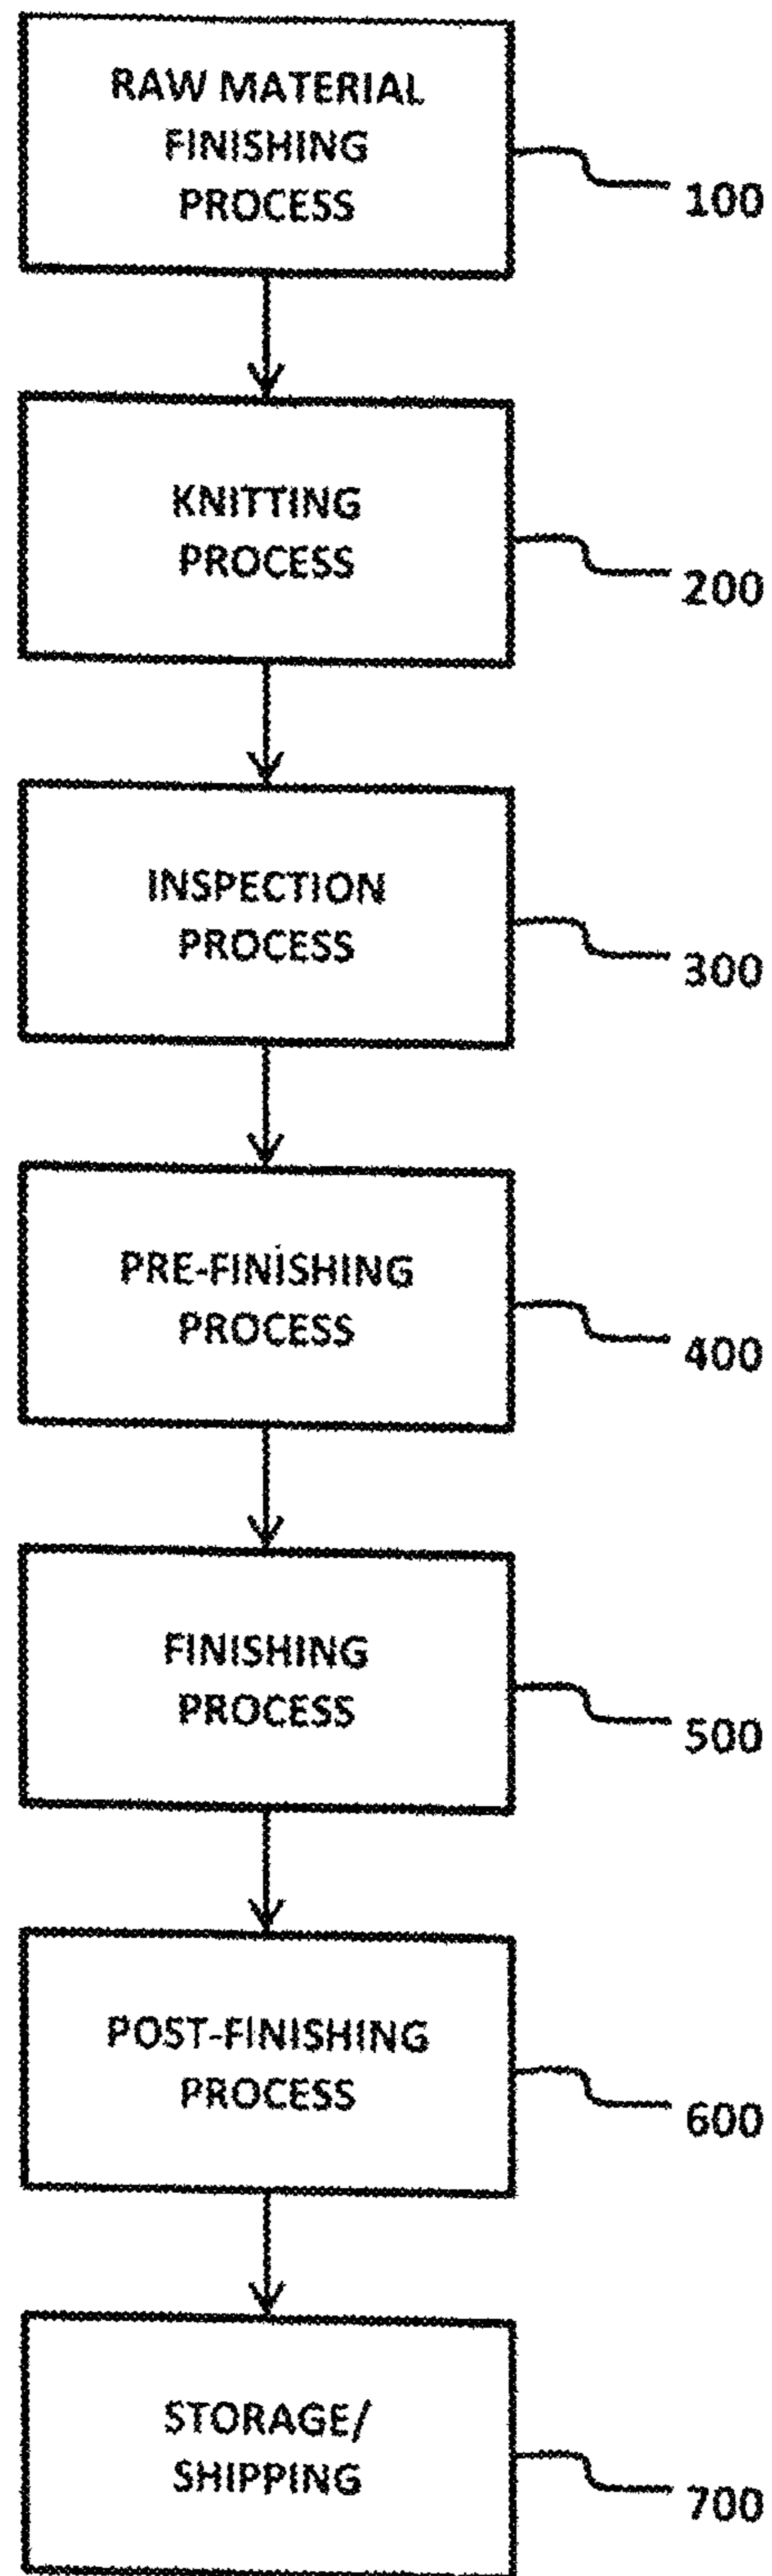 RAW MATERIAL
FINISHING
PROCESS
100
KNITTING
PROCESS
200
INSPECTION
PROCESS
300
PRE-FINISHING
PROCESS
400
FINISHING
PROCESS
500
POST-FINISHING
PROCESS
600
STORAGE/
SHIPPING
700